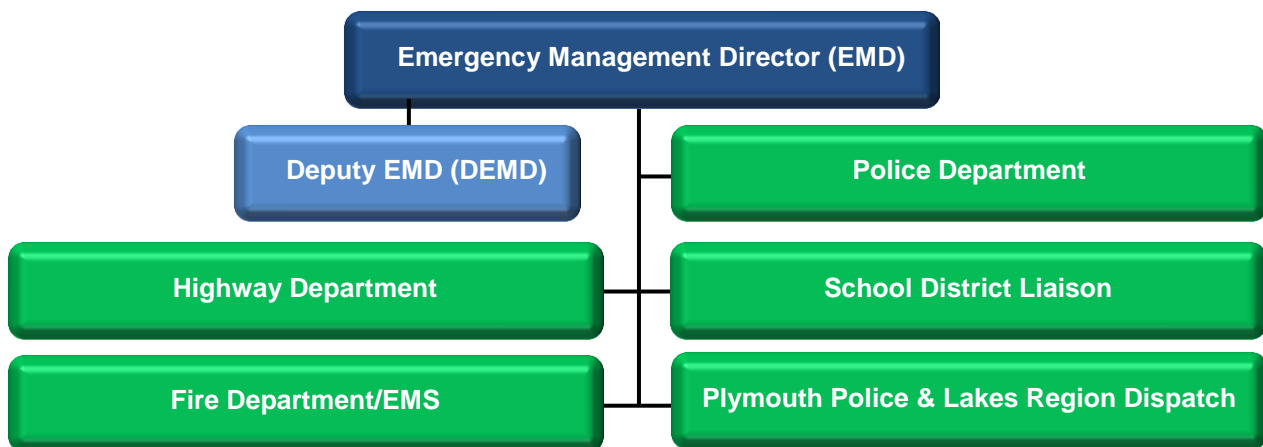 Emergency Management Director (EMD)
Deputy EMD (DEMD)
Police Department
Highway Department
School District Liaison
Fire Department/EMS
Plymouth Police & Lakes Region Dispatch